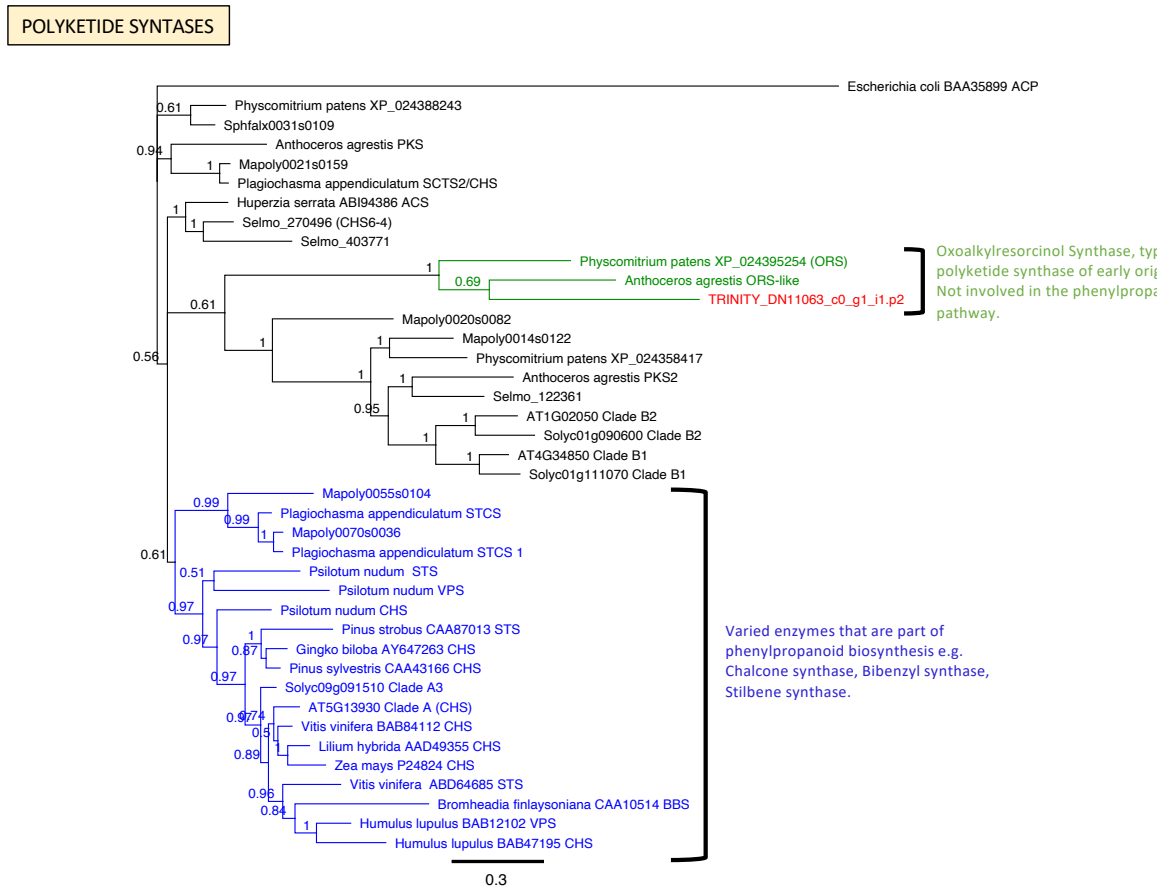 POLYKETIDE SYNTASES
Escherichia coli BAA35899 ACP
0.61
Physcomitrium patens XP_024388243
Sphfalx0031s0109
0.94
Anthoceros agrestis PKS
1
Mapoly0021s0159
Plagiochasma appendiculatum SCTS2/CHS
1
Huperzia serrata ABI94386 ACS
1
Selmo_270496 (CHS6-4)
Selmo_403771
1
Physcomitrium patens XP_024395254 (ORS)
0.69
Anthoceros agrestis ORS-like
TRINITY_DN11063_c0_g1_i1.p2
Oxoalkylresorcinol Synthase, typ
polyketide synthase of early orig
Not involved in the phenylpropa
pathway.
0.61
0.56
1
Mapoly0020s0082
1
Mapoly0014s0122
1
Physcomitrium patens XP_024358417
0.95
1
Anthoceros agrestis PKS2
Selmo_122361
1
1
AT1G02050 Clade B2
Solyc01g090600 Clade B2
1
AT4G34850 Clade B1
Solyc01g111070 Clade B1
0.61
0.99
Mapoly0055s0104
0.99
Plagiochasma appendiculatum STCS
1
Mapoly0070s0036
Plagiochasma appendiculatum STCS 1
0.97
0.51
Psilotum nudum STS
Psilotum nudum VPS
0.97
Psilotum nudum CHS
0.97
1
Pinus strobus CAA87013 STS
0.87
Gingko biloba AY647263 CHS
Pinus sylvestris CAA43166 CHS
0.97
Solyc09g091510 Clade A3
0.74
AT5G13930 Clade A (CHS)
0.5
Vitis vinifera BAB84112 CHS
1
Lilium hybrida AAD49355 CHS
Zea mays P24824 CHS
0.89
0.96
Vitis vinifera ABD64685 STS
0.84
Bromheadia finlaysoniana CAA10514 BBS
1
Humulus lupulus BAB12102 VPS
Humulus lupulus BAB47195 CHS
Varied enzymes that are part of
phenylpropanoid biosynthesis e.g.
Chalcone synthase, Bibenzyl synthase,
Stilbene synthase.
0.3